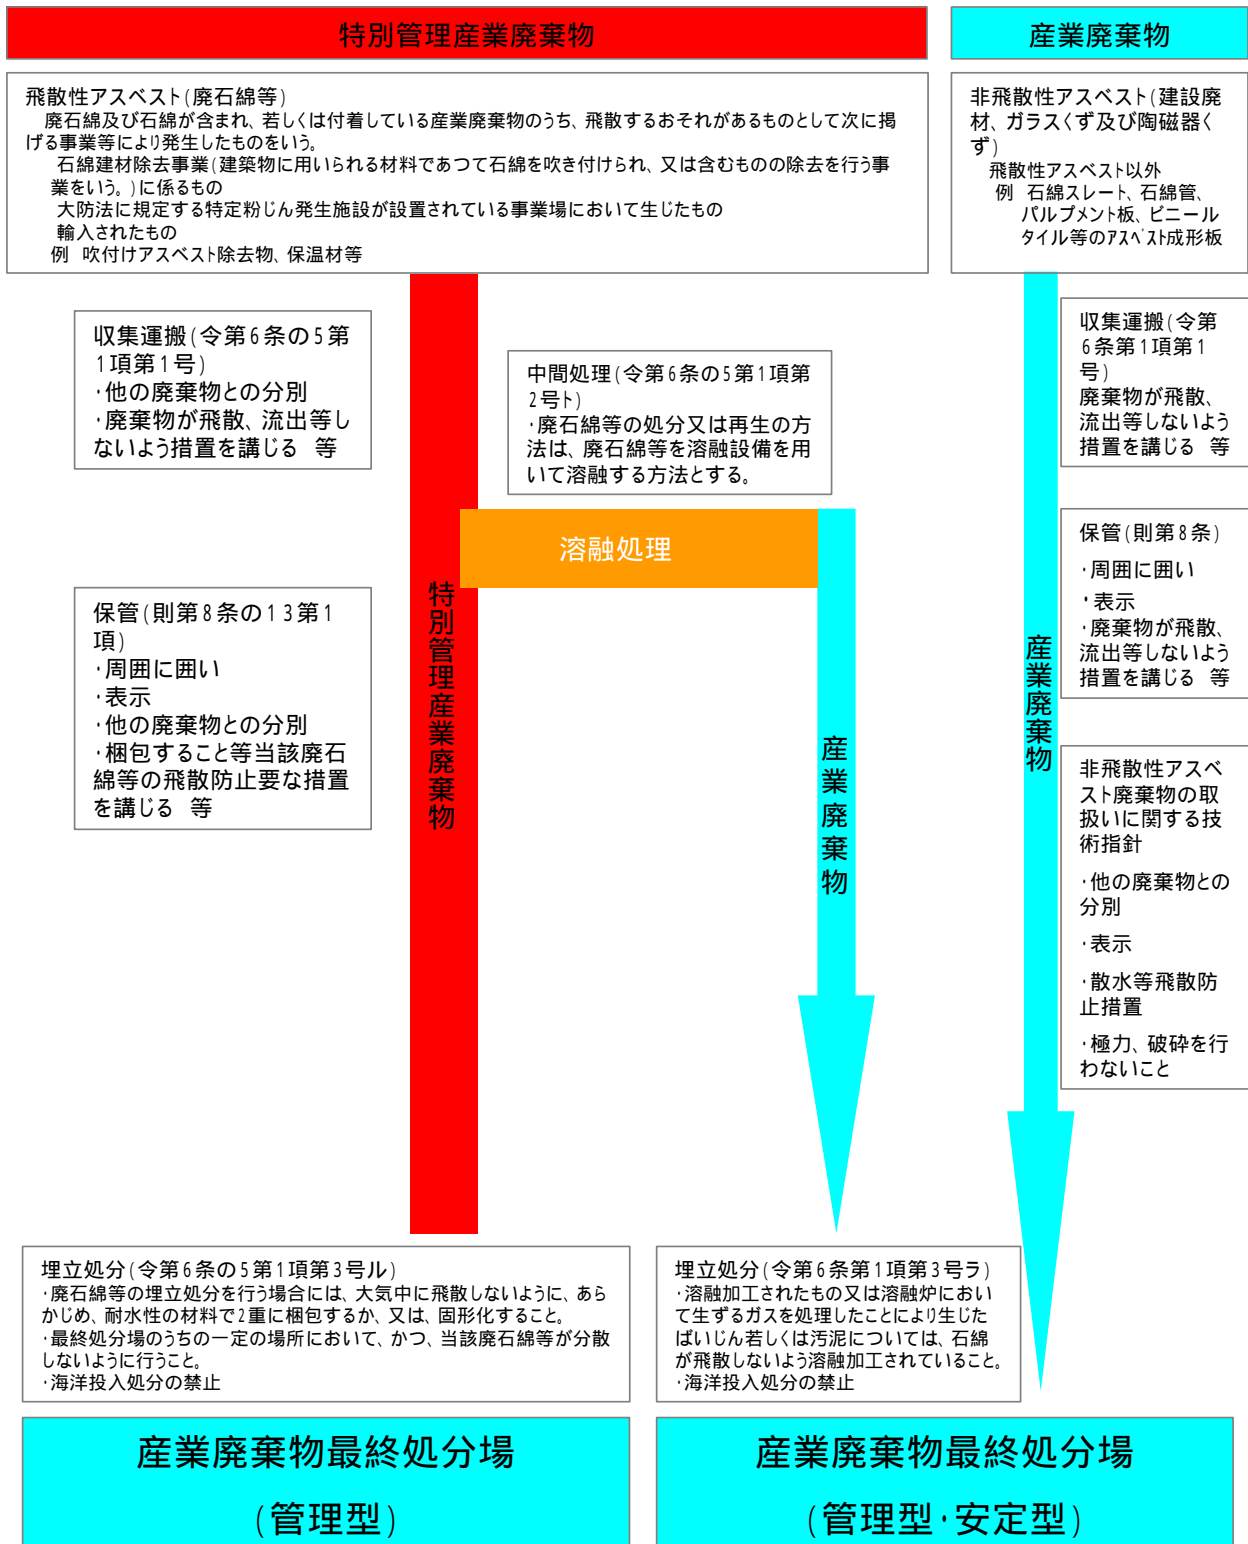 特別管理産業廃棄物
産業廃棄物
飛散性アスベスト(廃石綿等)
廃石綿及び石綿が含まれ、若しくは付着している産業廃棄物のうち、飛散するおそれがあるものとして次に掲
げる事業等により発生したものをいう。
石綿建材除去事業(建築物に用いられる材料であつて石綿を吹き付けられ、又は含むものの除去を行う事
業をいう。)に係るもの
大防法に規定する特定粉じん発生施設が設置されている事業場において生じたもの
輸入されたもの
例 吹付けアスベスト除去物、保温材等
非飛散性アスベスト(建設廃
材、ガラスくず及び陶磁器く
ず)
飛散性アスベスト以外
例 石綿スレート、石綿管、
パルプメント板、ビニール
タイル等のアスベスト成形板
収集運搬(令第6条の5第
1項第1号)
・他の廃棄物との分別
・廃棄物が飛散、流出等し
ないよう措置を講じる 等
中間処理(令第6条の5第1項第
2号ト)
・廃石綿等の処分又は再生の方
法は、廃石綿等を溶融設備を用
いて溶融する方法とする。
収集運搬(令第
6条第1項第1
号)
廃棄物が飛散、
流出等しないよう
措置を講じる 等
溶融処理
保管(則第8条の13第1
項)
・周囲に囲い
・表示
・他の廃棄物との分別
・梱包すること等当該廃石
綿等の飛散防止要な措置
を講じる 等
特別管理産業廃棄物
産業廃棄物
産業廃棄物
保管(則第8条)
・周囲に囲い
・表示
・廃棄物が飛散、
流出等しないよう
措置を講じる 等
非飛散性アスベ
スト廃棄物の取
扱いに関する技
術指針
・他の廃棄物との
分別
・表示
・散水等飛散防
止措置
・極力、破砕を行
わないこと
埋立処分(令第6条の5第1項第3号ル)
・廃石綿等の埋立処分を行う場合には、大気中に飛散しないように、あら
かじめ、耐水性の材料で2重に梱包するか、又は、固形化すること。
・最終処分場のうちの一定の場所において、かつ、当該廃石綿等が分散
しないように行うこと。
・海洋投入処分の禁止
埋立処分(令第6条第1項第3号ラ)
・溶融加工されたもの又は溶融炉におい
て生ずるガスを処理したことにより生じた
ばいじん若しくは汚泥については、石綿
が飛散しないよう溶融加工されていること。
・海洋投入処分の禁止
産業廃棄物最終処分場
(管理型)
産業廃棄物最終処分場
(管理型・安定型)